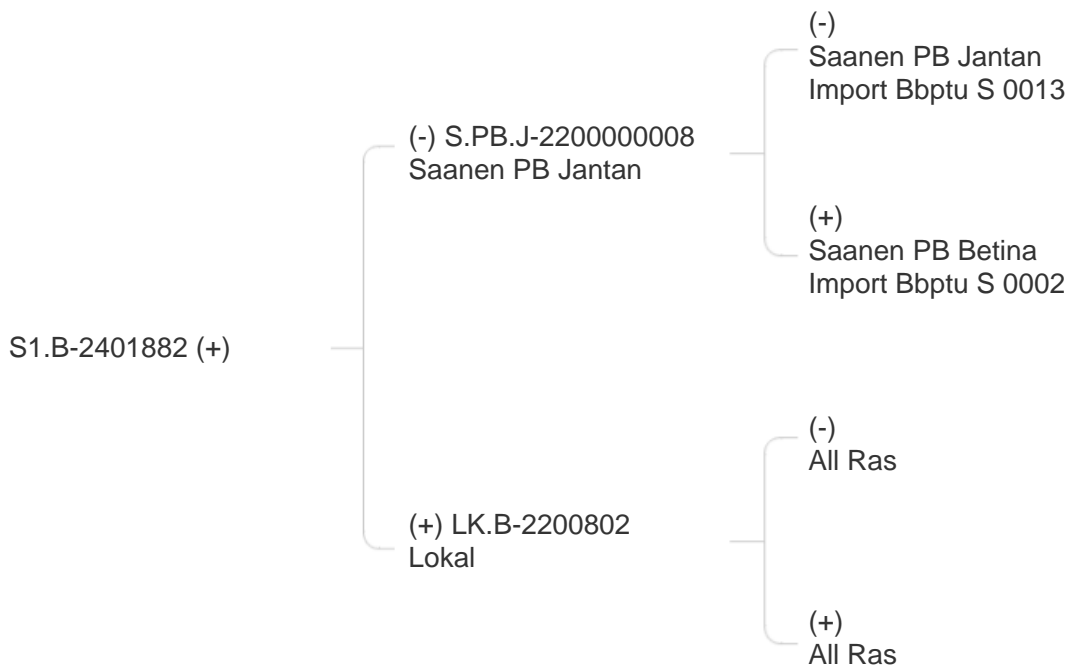 (-)
Saanen PB Jantan
Import Bbptu S 0013
(-) S.PB.J-2200000008
Saanen PB Jantan
(+)
Saanen PB Betina
Import Bbptu S 0002
S1.B-2401882 (+)
(-)
All Ras
(+) LK.B-2200802
Lokal
(+)
All Ras